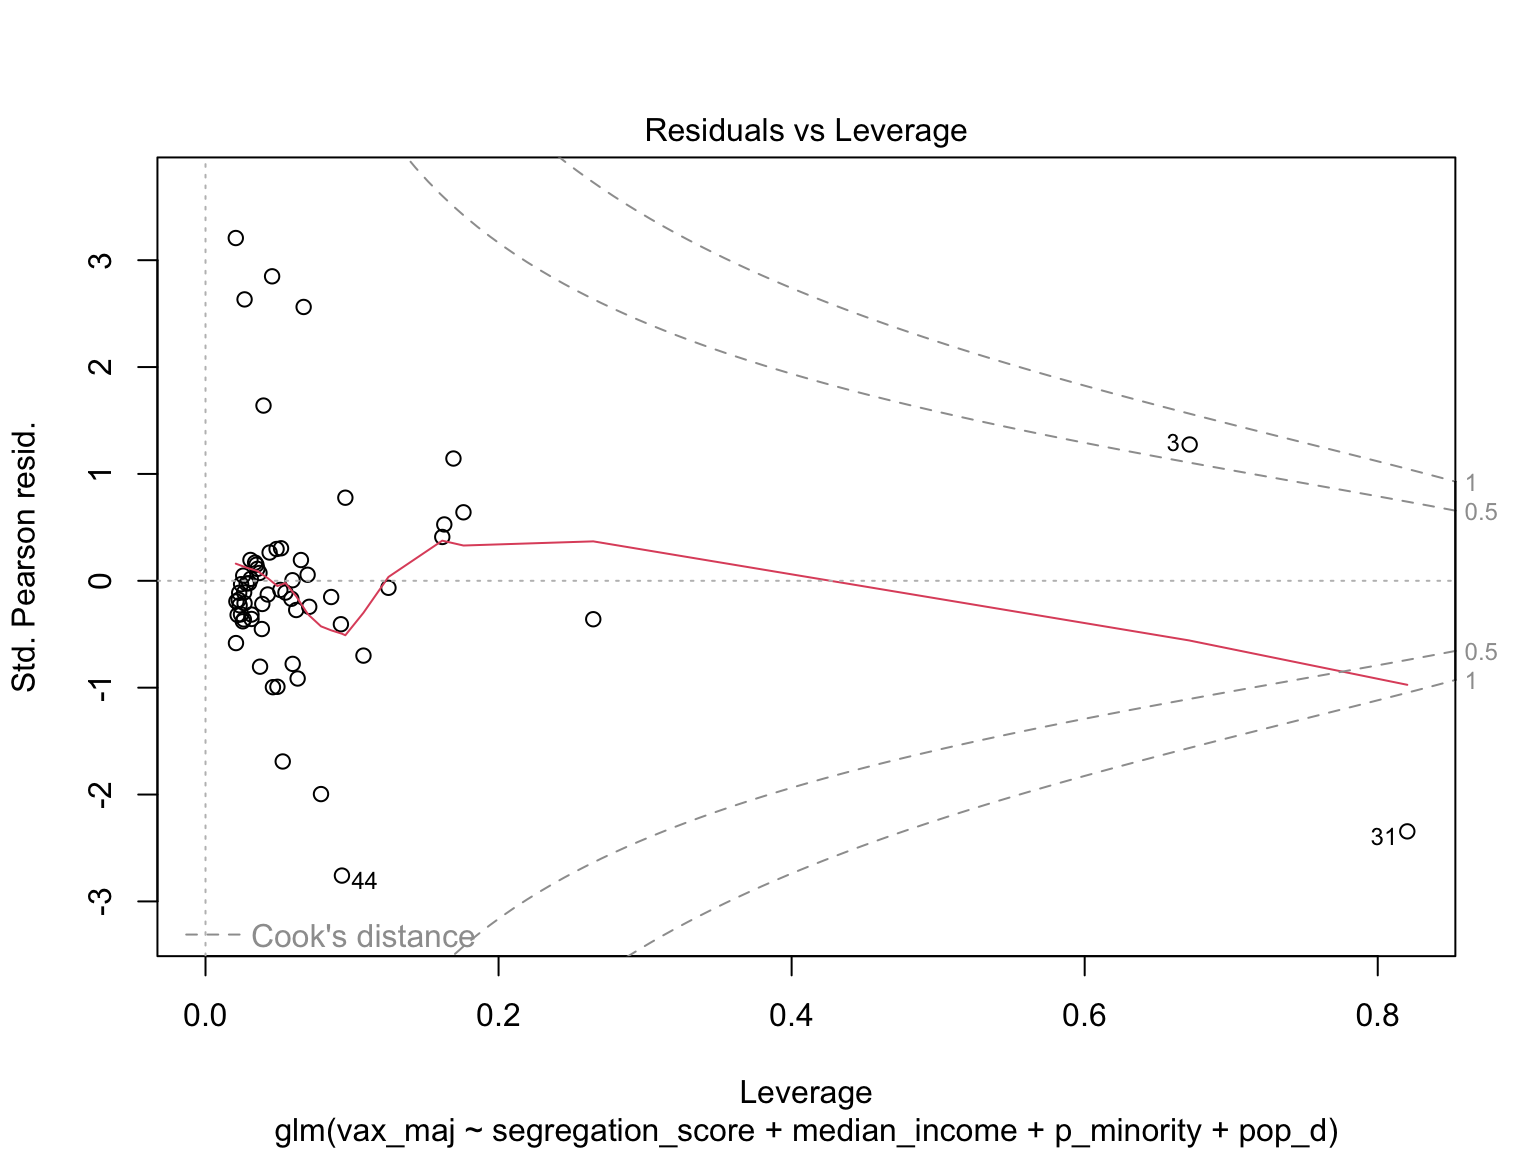 Residuals vs Leverage
Std. Pearson resid.
3
2
1
0
-1
-2
-3
3
31
44
1
0.5
0.5
1
Cook's distance
0.0 0.2 0.4 0.6 0.8
Leverage
glm(vax_maj ~ segregation_score + median_income + p_minority + pop_d)